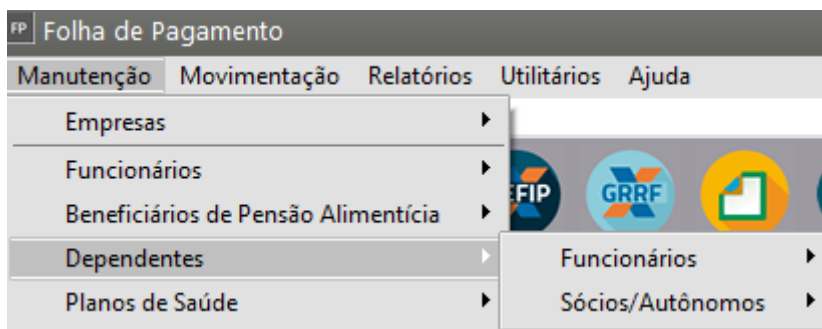 FP Folha de Pagamento
Manutenção Movimentação Relatórios Utilitários Ajuda
Empresas
Funcionários
Beneficiários de Pensão Alimentícia
EFIP GRRF
Dependentes
Funcionários
Planos de Saúde
Sócios/Autônomos